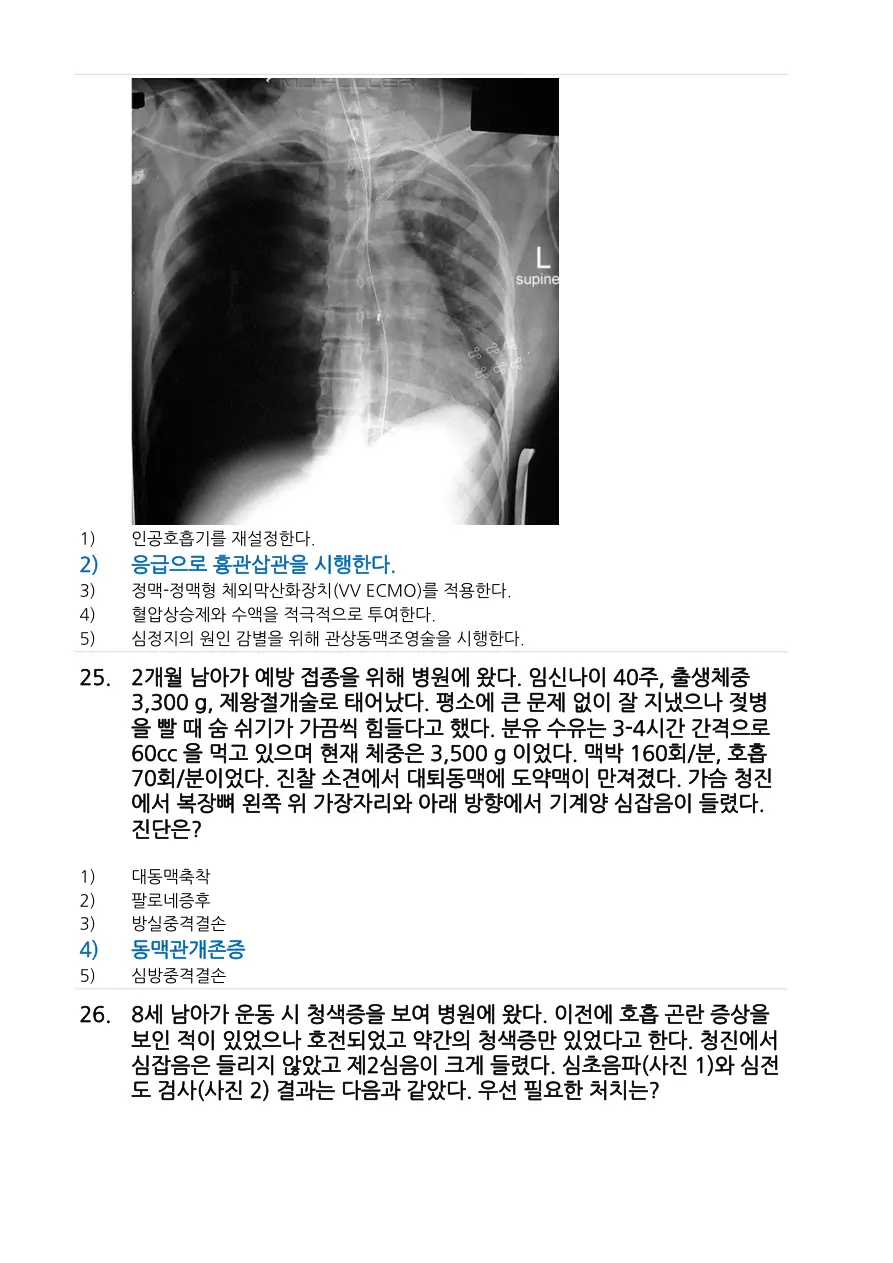 L
supine
1) 인공호흡기를 재설정한다.
2) 응급으로 흉관삽관을 시행한다.
3) 정맥-정맥형 체외막산화장치(VV ECMO)를 적용한다.
4) 혈압상승제와 수액을 적극적으로 투여한다.
5) 심정지의 원인 감별을 위해 관상동맥조영술을 시행한다.
25. 2개월 남아가 예방 접종을 위해 병원에 왔다. 임신나이 40주, 출생체중
3,300 g, 제왕절개술로 태어났다. 평소에 큰 문제 없이 잘 지냈으나 젖병
을 빨 때 숨 쉬기가 가끔씩 힘들다고 했다. 분유 수유는 3-4시간 간격으로
60cc 을 먹고 있으며 현재 체중은 3,500 g 이었다. 맥박 160회/분, 호흡
70회/분이었다. 진찰 소견에서 대퇴동맥에 도약맥이 만져졌다. 가슴 청진
에서 복장뼈 왼쪽 위 가장자리와 아래 방향에서 기계양 심잡음이 들렸다.
진단은?
1) 대동맥축착
2) 팔로네증후
3) 방실중격결손
4) 동맥관개존증
5) 심방중격결손
26. 8세 남아가 운동 시 청색증을 보여 병원에 왔다. 이전에 호흡 곤란 증상을
보인 적이 있었으나 호전되었고 약간의 청색증만 있었다고 한다. 청진에서
심잡음은 들리지 않았고 제2심음이 크게 들렸다. 심초음파(사진 1)와 심전
도 검사(사진 2) 결과는 다음과 같았다. 우선 필요한 처치는?